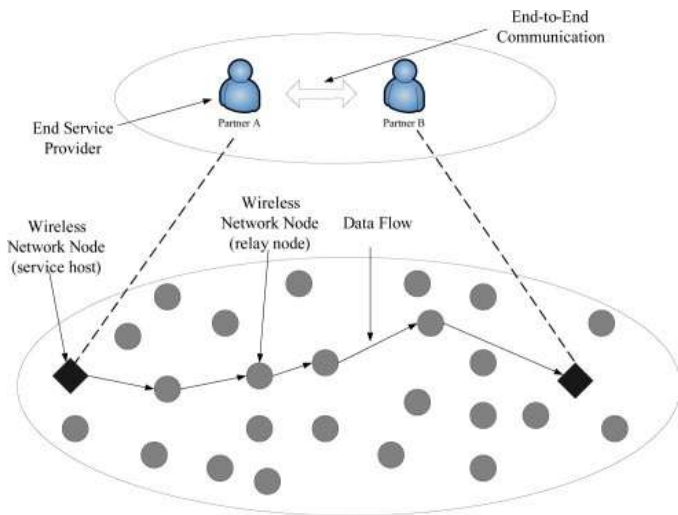 End-to-End
Communication
Partner A
Partner B
End Service
Provider
Wireless
Network Node
(service host)
Wireless
Network Node
(relay node)
Data Flow